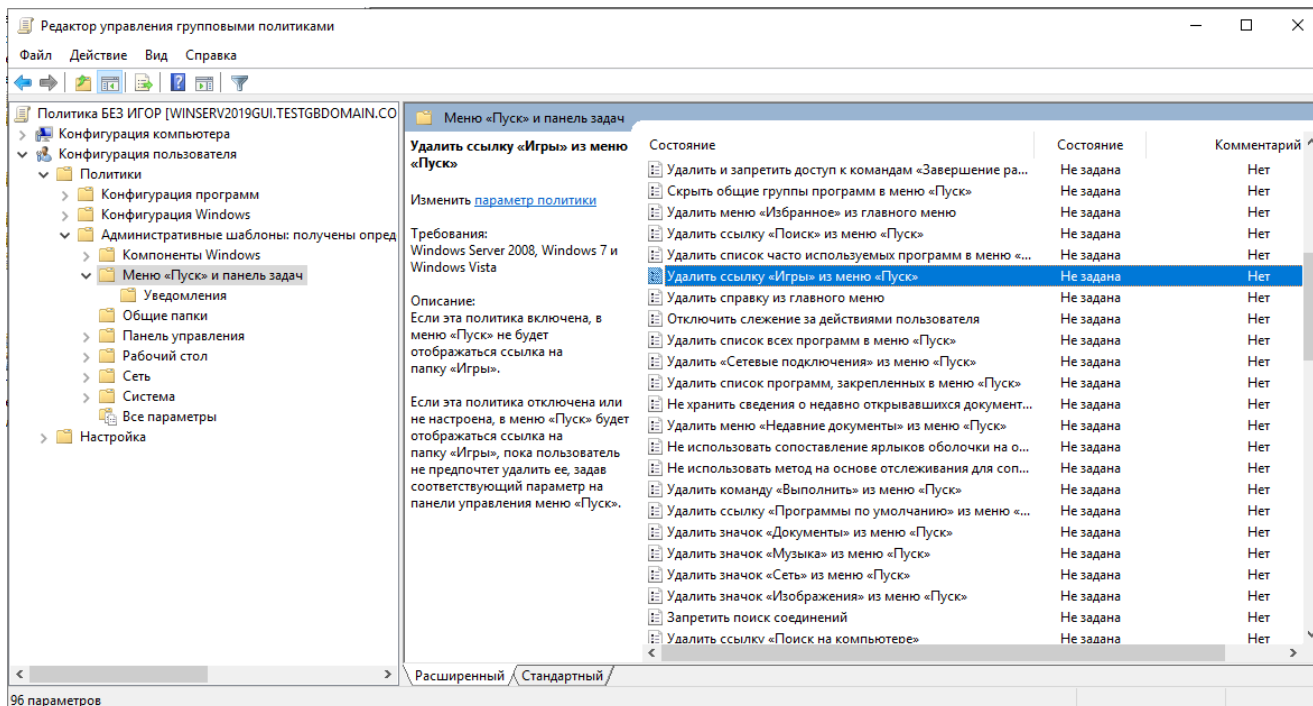 Редактор управления групповыми политиками
Файл Действие Вид Справка
Политика БЕЗ ИГОР [WINSERV2019GUI.TESTGBDOMAIN.CO
Конфигурация компьютера
Конфигурация пользователя
Политики
Конфигурация программ
Конфигурация Windows
Административные шаблоны: получены опред
Компоненты Windows
Меню «Пуск» и панель задач
Уведомления
Общие папки
Панель управления
Рабочий стол
Сеть
Система
Все параметры
Настройка
Меню «Пуск» и панель задач
Удалить ссылку «Игры» из меню
«Пуск»
Изменить параметр политики
Требования:
Windows Server 2008, Windows 7 и
Windows Vista
Описание:
Если эта политика включена, в
меню «Пуск» не будет
отображаться ссылка на
папку «Игры».
Если эта политика отключена или
не настроена, в меню «Пуск» будет
отображаться ссылка на
папку «Игры», пока пользователь
не предпочтет удалить ее, задав
соответствующий параметр на
панели управления меню «Пуск».
Состояние Состояние Комментарий
Удалить и запретить доступ к командам «Завершение ра... Не задана Нет
Скрыть общие группы программ в меню «Пуск» Не задана Нет
Удалить меню «Избранное» из главного меню Не задана Нет
Удалить ссылку «Поиск» из меню «Пуск» Не задана Нет
Удалить список часто используемых программ в меню «... Не задана Нет
Удалить ссылку «Игры» из меню «Пуск» Не задана Нет
Удалить справку из главного меню Не задана Нет
Отключить слежение за действиями пользователя Не задана Нет
Удалить список всех программ в меню «Пуск» Не задана Нет
Удалить «Сетевые подключения» из меню «Пуск» Не задана Нет
Удалить список программ, закрепленных в меню «Пуск» Не задана Нет
Не хранить сведения о недавно открывавшихся документ... Не задана Нет
Удалить меню «Недавние документы» из меню «Пуск» Не задана Нет
Не использовать сопоставление ярлыков оболочки на о... Не задана Нет
Не использовать метод на основе отслеживания для соп... Не задана Нет
Удалить команду «Выполнить» из меню «Пуск» Не задана Нет
Удалить ссылку «Программы по умолчанию» из меню «... Не задана Нет
Удалить значок «Документы» из меню «Пуск» Не задана Нет
Удалить значок «Музыка» из меню «Пуск» Не задана Нет
Удалить значок «Сеть» из меню «Пуск» Не задана Нет
Удалить значок «Изображения» из меню «Пуск» Не задана Нет
Запретить поиск соединений Не задана Нет
Удалить ссылку «Поиск на компьютере» Не задана Нет
Расширенный Стандартный
96 параметров